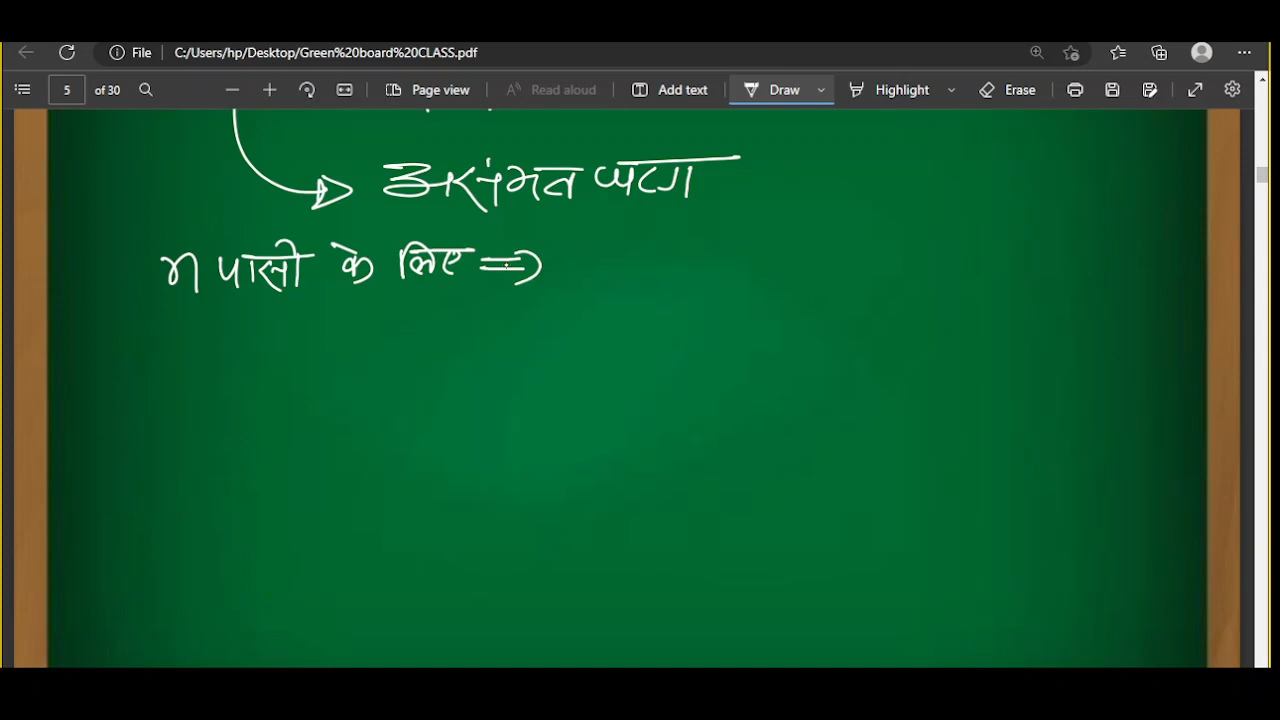 File C:/Users/hp/Desktop/Green%20board%20CLASS.pdf
5 of 30 Page view Read aloud Add text Draw Highlight Erase
असंभव घटना
n पासो के लिए ⇒